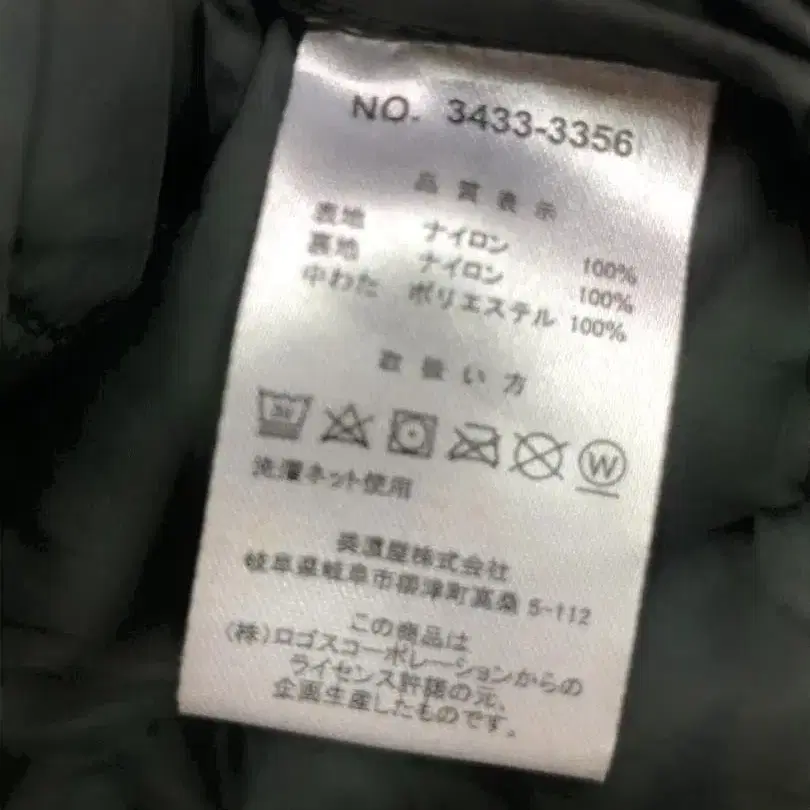 NO. 3433-3356
品質表示
表地 ナイロン 100%
裏地 ナイロン 100%
中わた ポリエステル 100%
取扱い方
W
洗濯ネット使用
美濃屋株式会社
岐阜県岐阜市柳津町高桑 5-112
この商品は
(株)ロゴスコーポレーションからの
ライセンス許諾の元、
企画生産したものです。